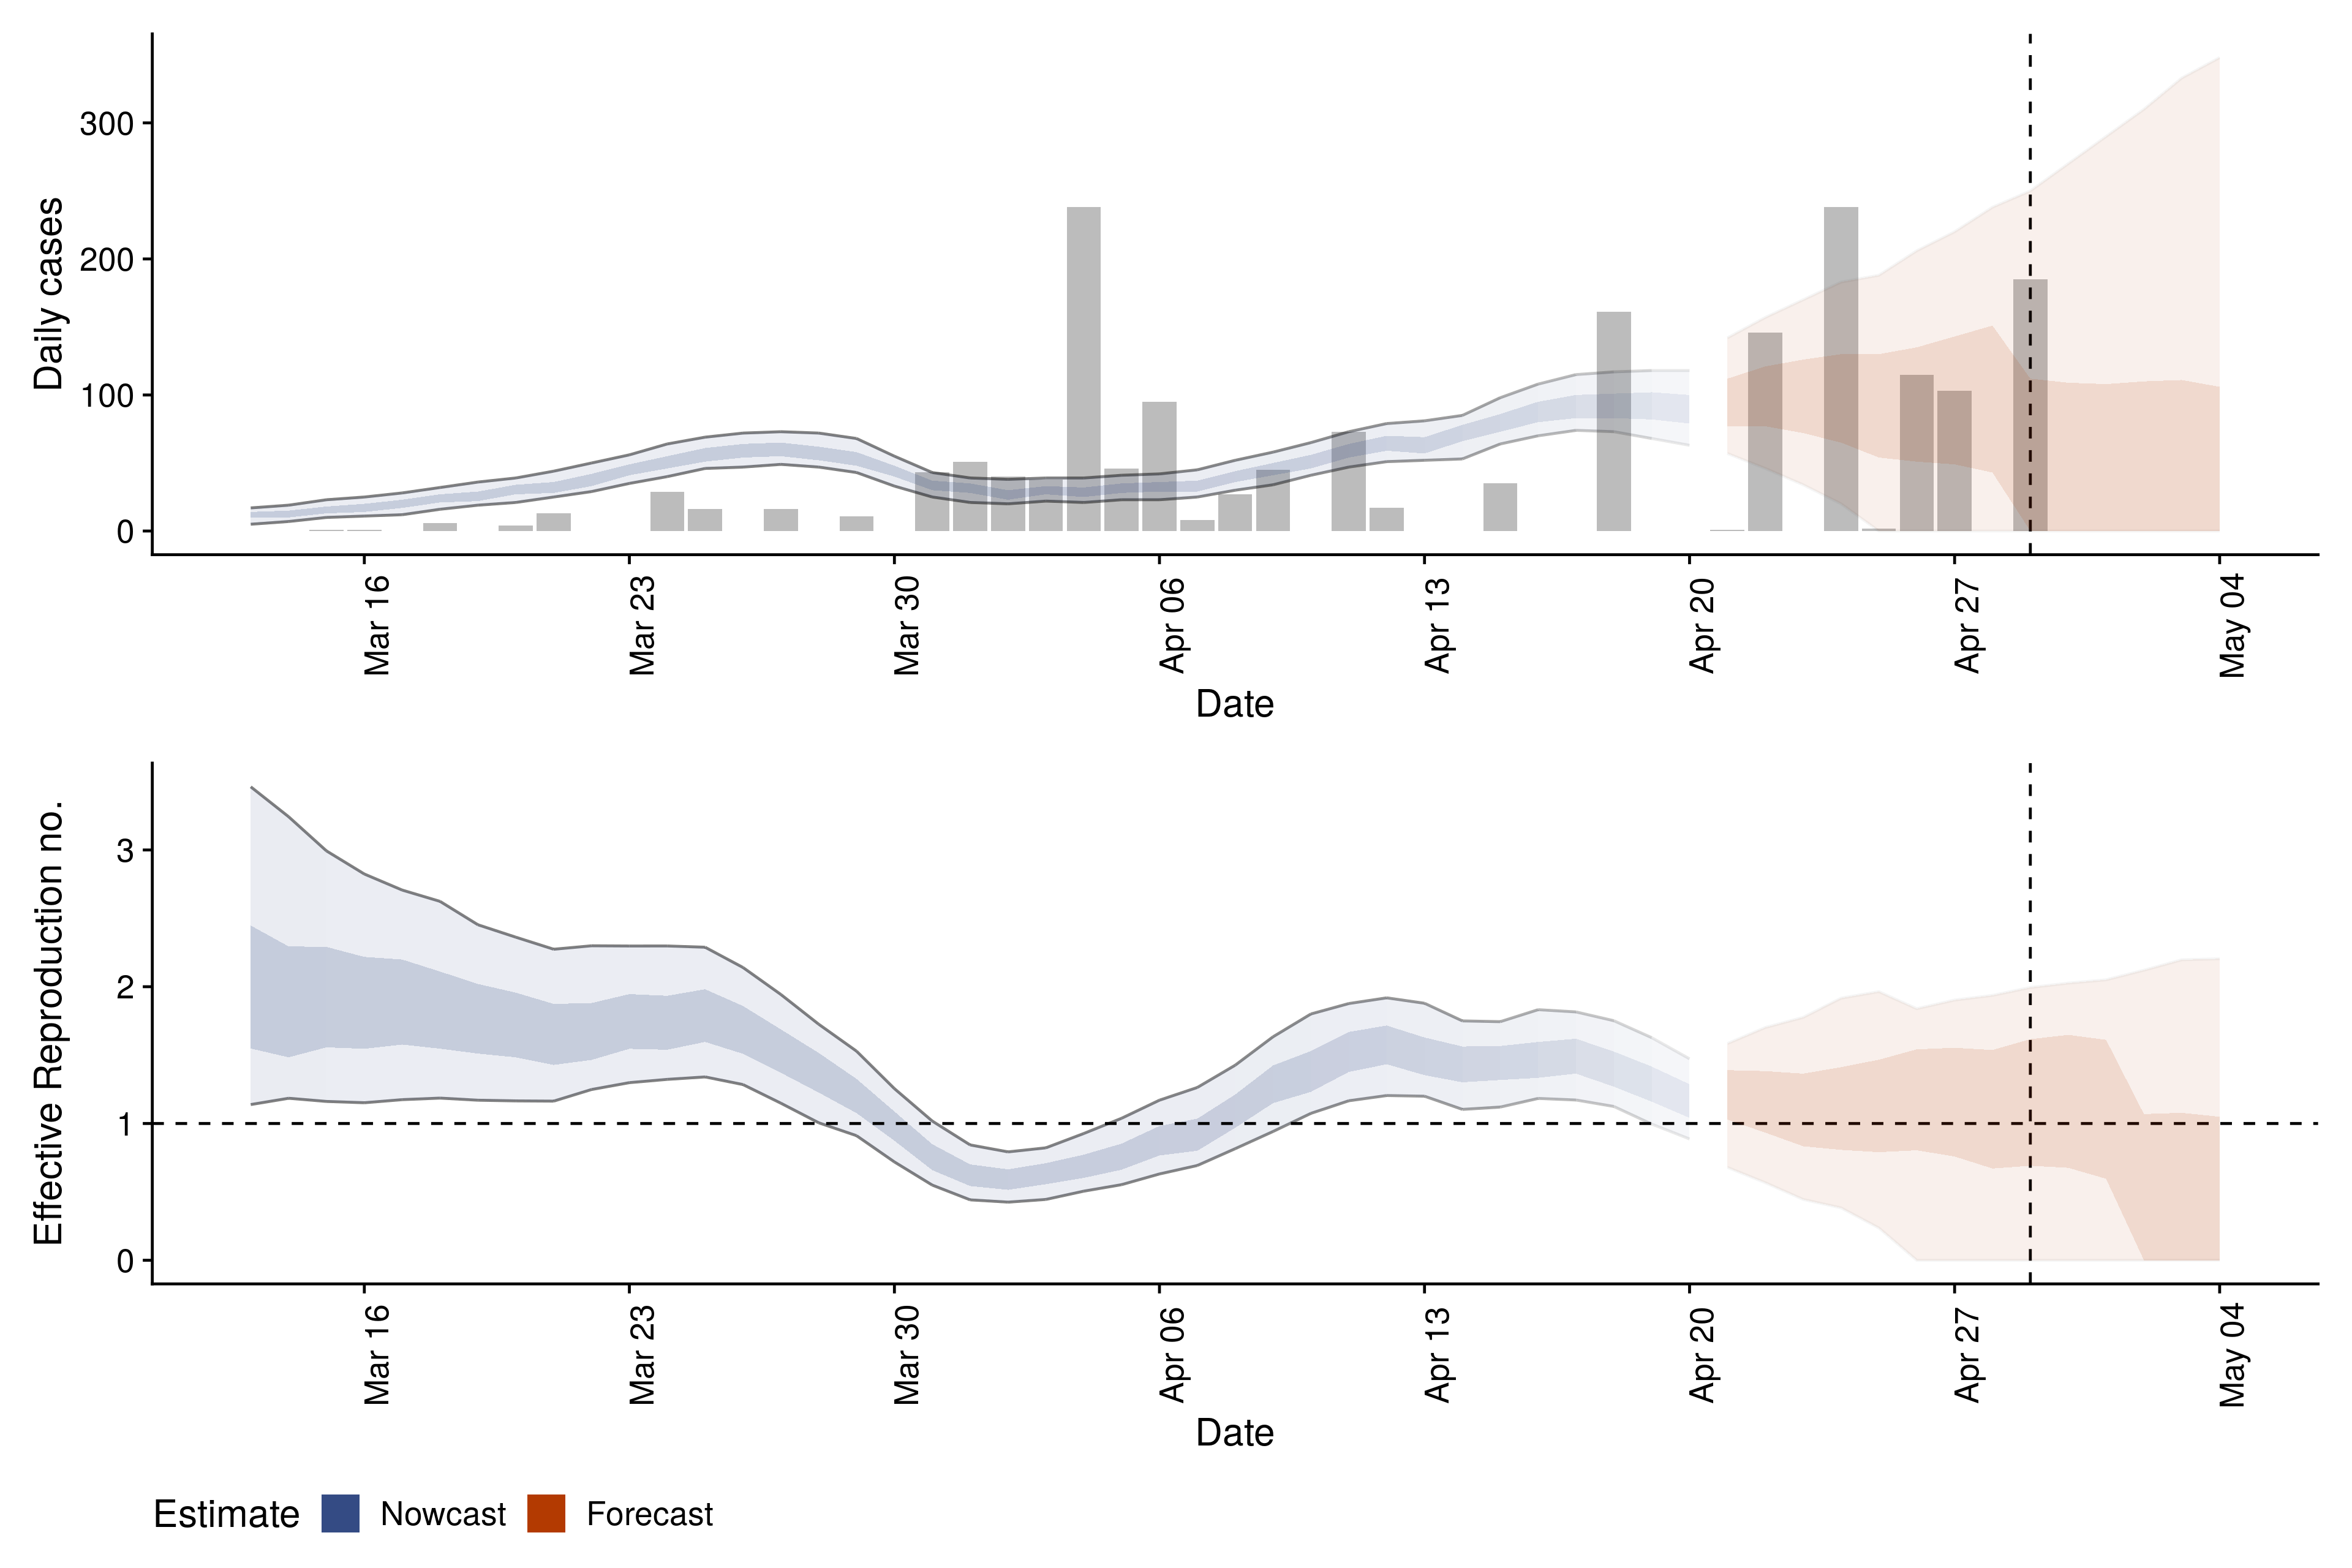 Daily cases
300
200
100
0
Mar 16
Mar 23
Mar 30
Apr 06
Apr 13
Apr 20
Apr 27
May 04
Date
Effective Reproduction no.
3
2
1
0
Mar 16
Mar 23
Mar 30
Apr 06
Apr 13
Apr 20
Apr 27
May 04
Date
Estimate Nowcast Forecast